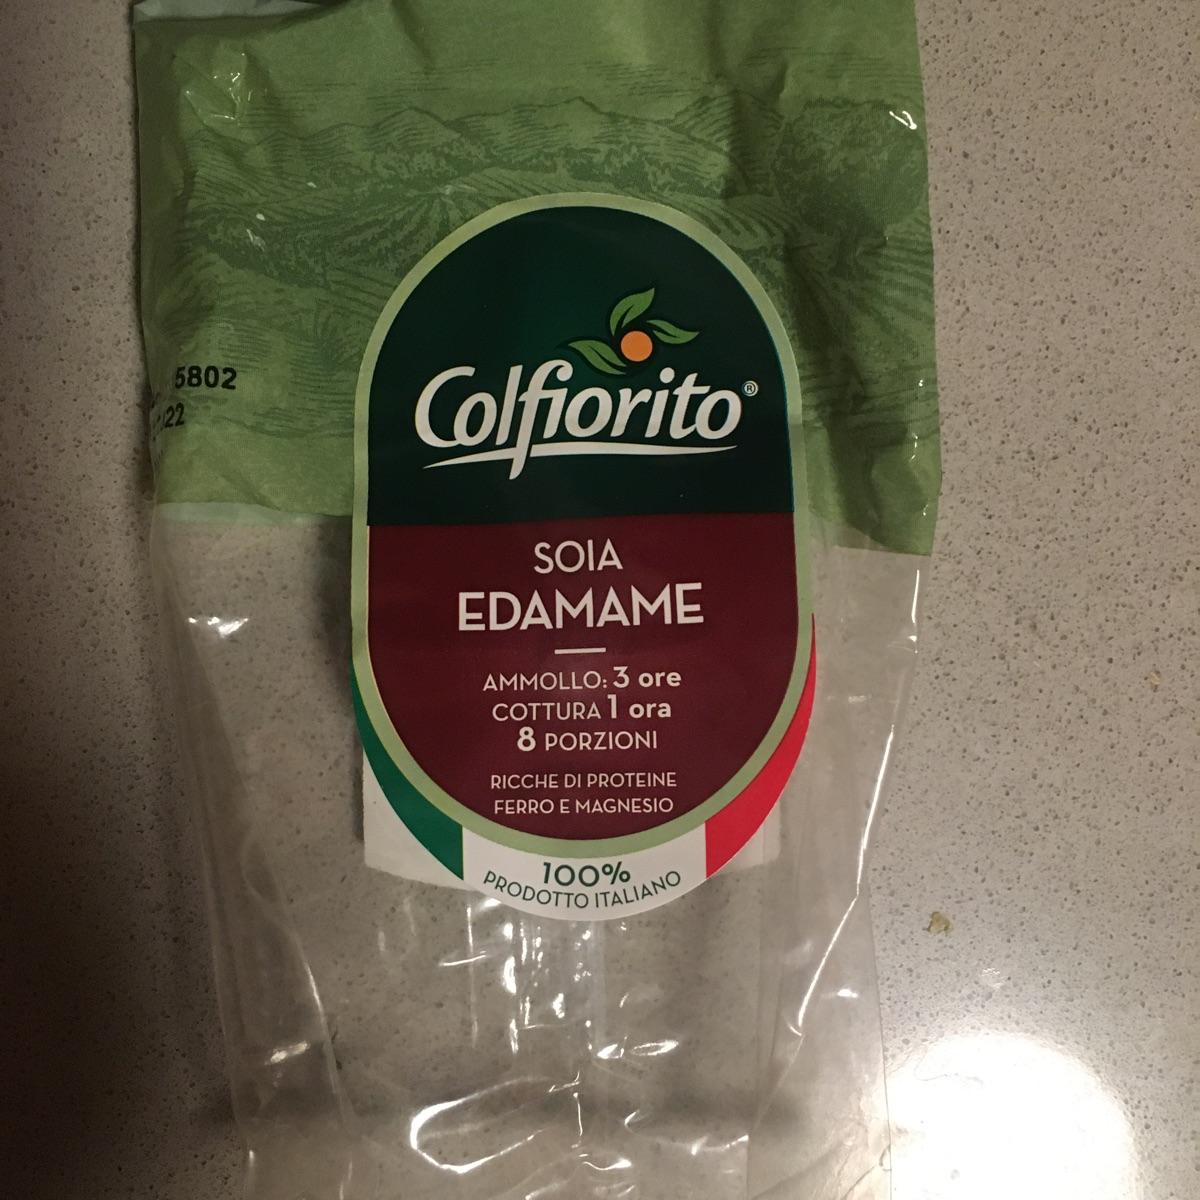 5802
22
Colfiorito®
SOIA
EDAMAME
AMMOLLO: 3 ore
COTTURA 1 ora
8 PORZIONI
RICCHE DI PROTEINE
FERRO E MAGNESIO
100%
PRODOTTO ITALIANO